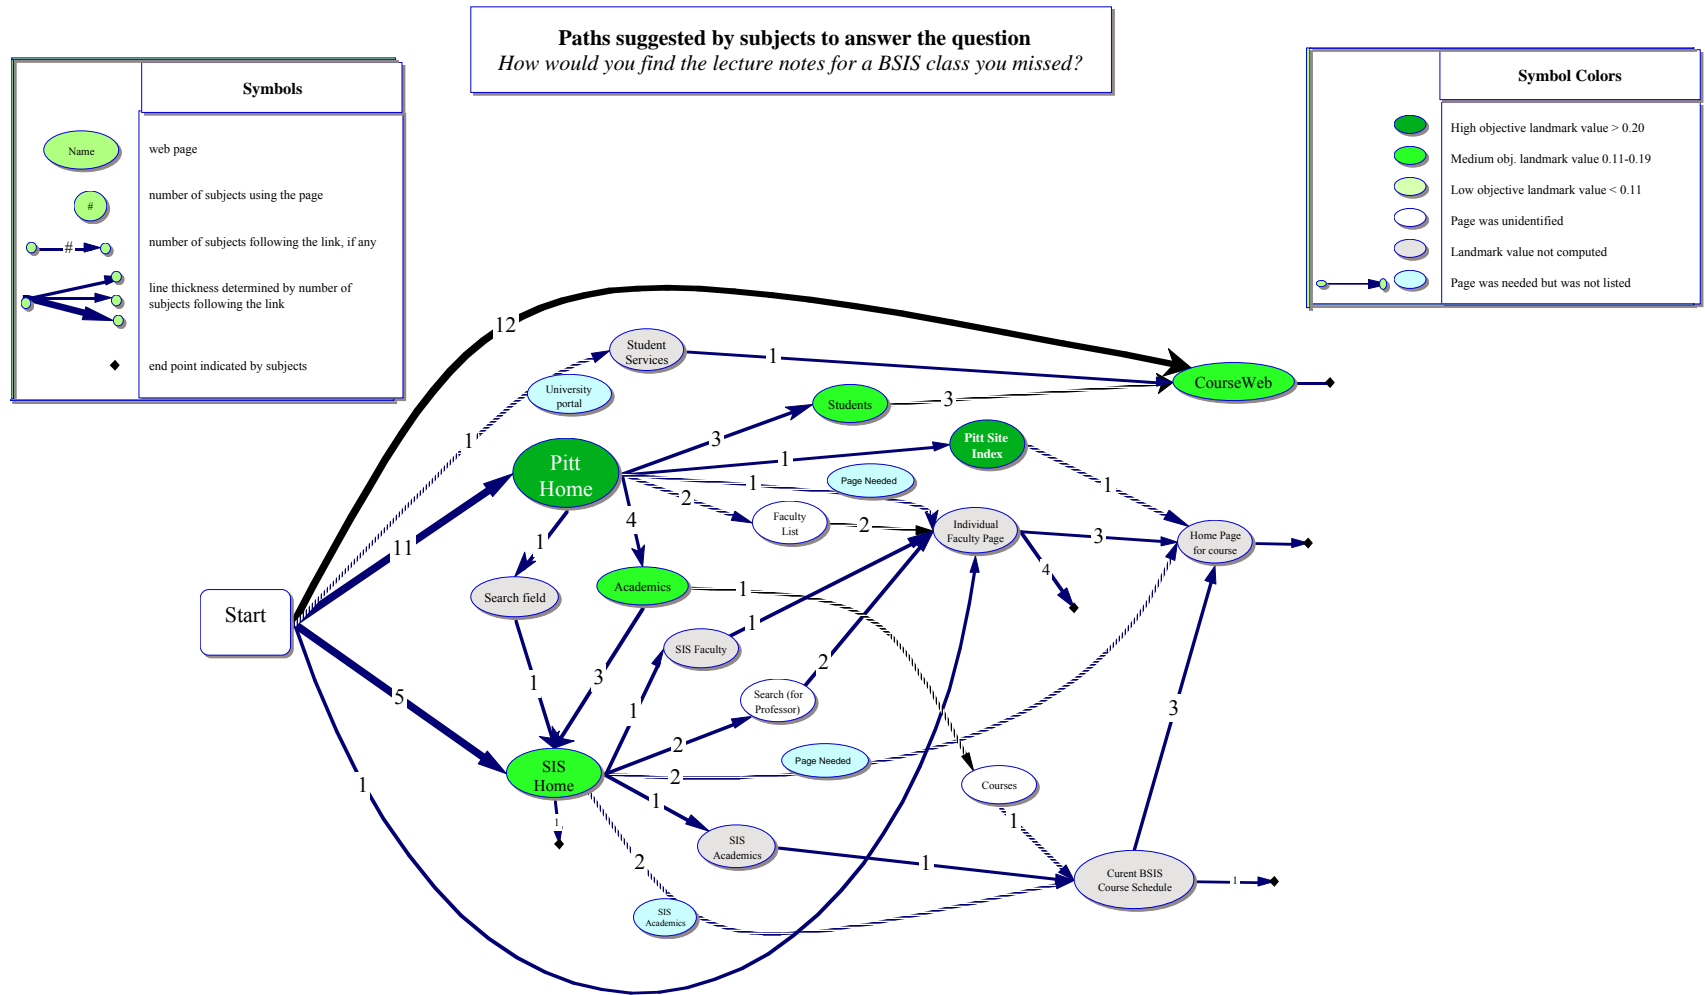 Paths suggested by subjects to answer the question
How would you find the lecture notes for a BSIS class you missed?
Symbols
Name
web page
#
number of subjects using the page
#
number of subjects following the link, if any
line thickness determined by number of
subjects following the link
end point indicated by subjects
Symbol Colors
High objective landmark value > 0.20
Medium obj. landmark value 0.11-0.19
Low objective landmark value < 0.11
Page was unidentified
Landmark value not computed
Page was needed but was not listed
12
Student
Services
1
CourseWeb
University
portal
Students
3
1
3
Pitt Site
Index
Pitt
Home
1
1
Page Needed
1
2
Faculty
List
2
Individual
Faculty Page
3
Home Page
for course
4
11
1
4
Search field
Academics
1
Start
1
SIS Faculty
2
1
3
Search (for
Professor)
5
1
3
2
Page Needed
2
SIS
Home
1
Courses
1
1
1
SIS
Academics
1
2
Curent BSIS
Course Schedule
1
SIS
Academics